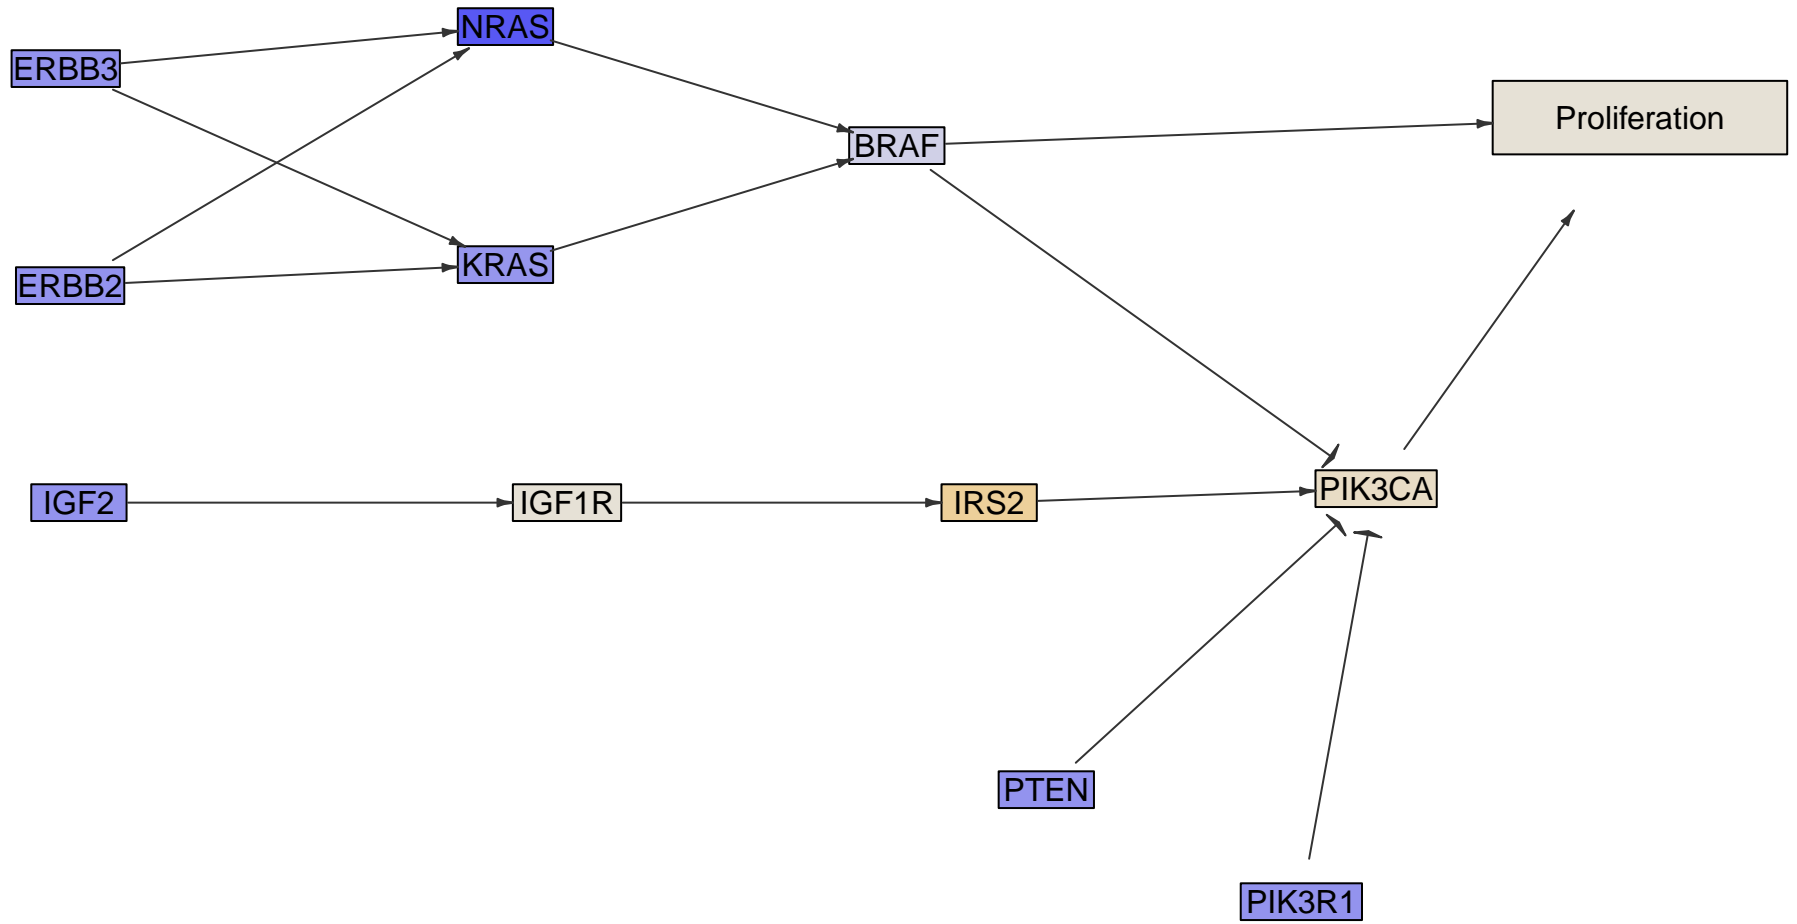 NRAS
ERBB3
Proliferation
BRAF
KRAS
ERBB2
IGF2
IGF1R
IRS2
PIK3CA
PTEN
PIK3R1